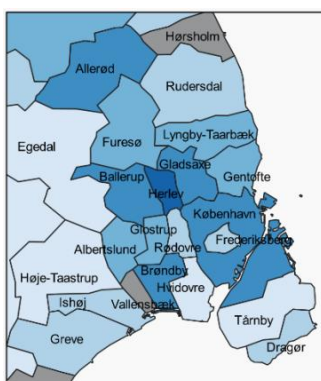 Hørsholm
Allerød
Rudersdal
Egedal
Furesø
Lyngby-Taarbæk
Gladsaxe
Gentofte
Ballerup
Herlev
København
Glostrup
Frederiksberg
Albertslund
Rødovre
Høje-Taastrup
Brøndby
Hvidovre
Ishøj
Vallensbæk
Tårnby
Greve
Dragør